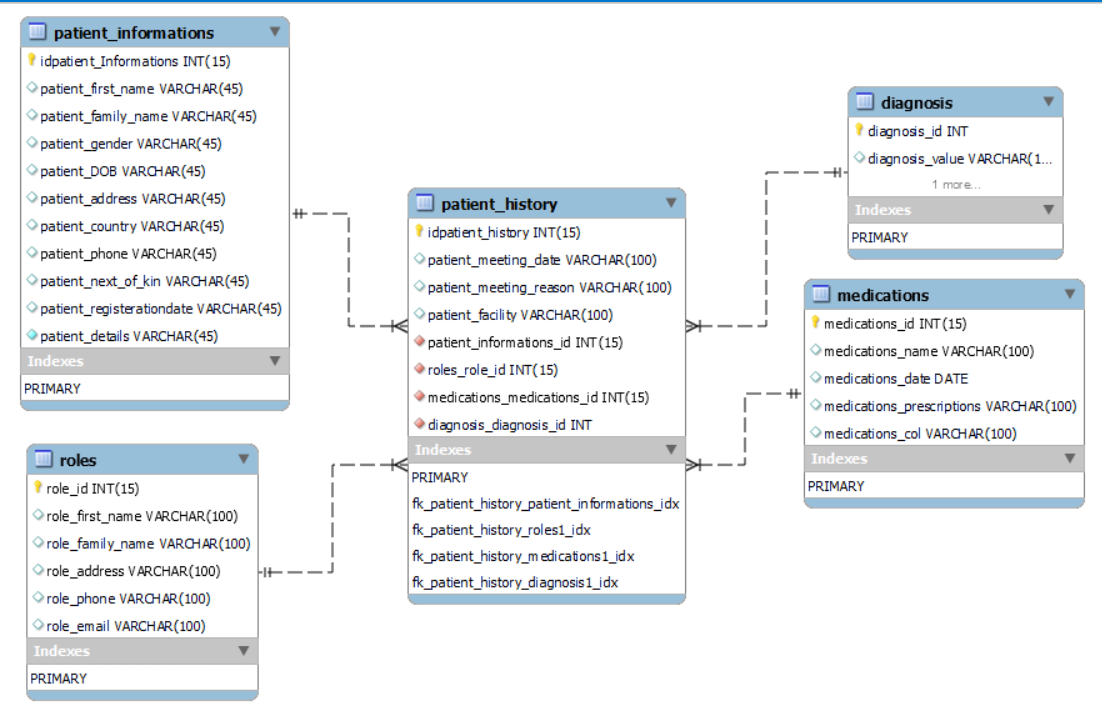 patient_informations
idpatient_Informations INT(15)
patient_first_name VARCHAR(45)
patient_family_name VARCHAR(45)
patient_gender VARCHAR(45)
patient_DOB VARCHAR(45)
patient_address VARCHAR(45)
patient_country VARCHAR(45)
patient_phone VARCHAR(45)
patient_next_of_kin VARCHAR(45)
patient_registerationdate VARCHAR(45)
patient_details VARCHAR(45)
Indexes
PRIMARY
roles
role_id INT(15)
role_first_name VARCHAR(100)
role_family_name VARCHAR(100)
role_address VARCHAR(100)
role_phone VARCHAR(100)
role_email VARCHAR(100)
Indexes
PRIMARY
patient_history
idpatient_history INT(15)
patient_meeting_date VARCHAR(100)
patient_meeting_reason VARCHAR(100)
patient_facility VARCHAR(100)
patient_informations_id INT(15)
roles_role_id INT(15)
medications_medications_id INT(15)
diagnosis_diagnosis_id INT
Indexes
PRIMARY
fk_patient_history_patient_informations_idx
fk_patient_history_roles1_idx
fk_patient_history_medications1_idx
fk_patient_history_diagnosis1_idx
diagnosis
diagnosis_id INT
diagnosis_value VARCHAR(1...
1 more...
Indexes
PRIMARY
medications
medications_id INT(15)
medications_name VARCHAR(100)
medications_date DATE
medications_prescriptions VARCHAR(100)
medications_col VARCHAR(100)
Indexes
PRIMARY